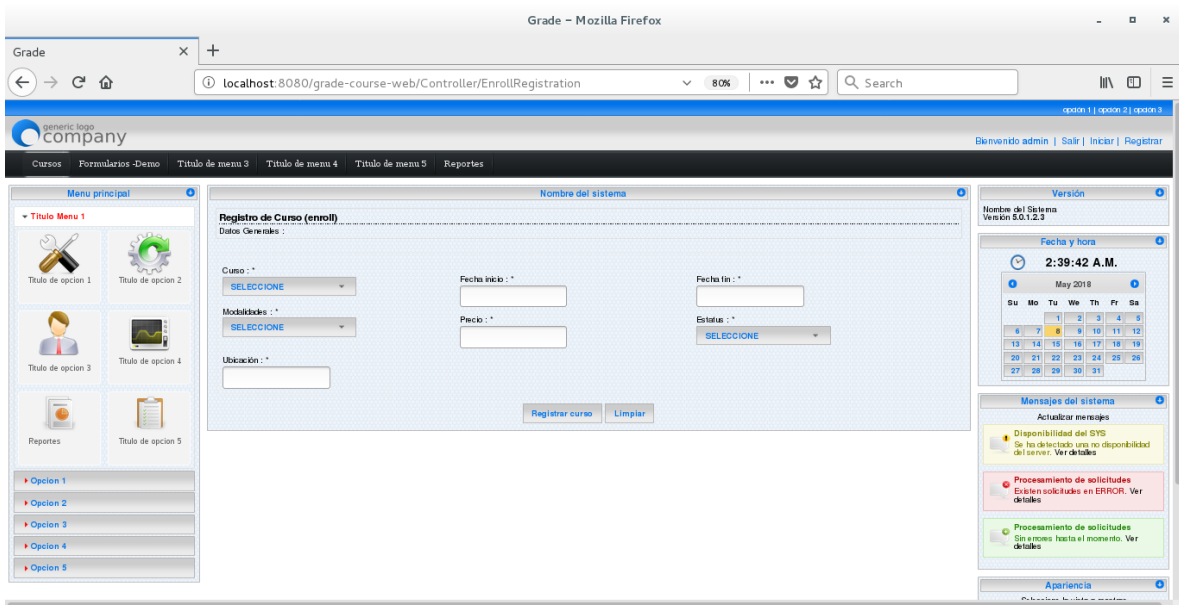 Grade – Mozilla Firefox
Grade
localhost:8080/grade-course-web/Controller/EnrollRegistration
80%
Search
opción 1 | opción 2 | opción 3
generic logo
company
Bienvenido admin | Salir | Iniciar | Registrar
Cursos Formularios -Demo Titulo de menu 3 Titulo de menu 4 Titulo de menu 5 Reportes
Menu principal
Titulo Menu 1
Titulo de opcion 1
Titulo de opcion 2
Titulo de opcion 3
Titulo de opcion 4
Reportes
Titulo de opcion 5
Opcion 1
Opcion 2
Opcion 3
Opcion 4
Opcion 5
Nombre del sistema
Registro de Curso (enroll)
Datos Generales :
Curso : *
SELECCIONE
Fecha inicio : *
Fecha fin : *
Modalidades : *
SELECCIONE
Precio : *
Estatus : *
SELECCIONE
Ubicación : *
Registrar curso
Limpiar
Versión
Nombre del Sistema
Versión 5.0.1.2.3
Fecha y hora
2:39:42 A.M.
May 2018
Su Mo Tu We Th Fr Sa
1 2 3 4 5
6 7 8 9 10 11 12
13 14 15 16 17 18 19
20 21 22 23 24 25 26
27 28 29 30 31
Mensajes del sistema
Actualizar mensajes
Disponibilidad del SYS
Se ha detectado una no disponibilidad
del server. Ver detalles
Procesamiento de solicitudes
Existen solicitudes en ERROR. Ver
detalles
Procesamiento de solicitudes
Sin errores hasta el momento. Ver
detalles
Apariencia